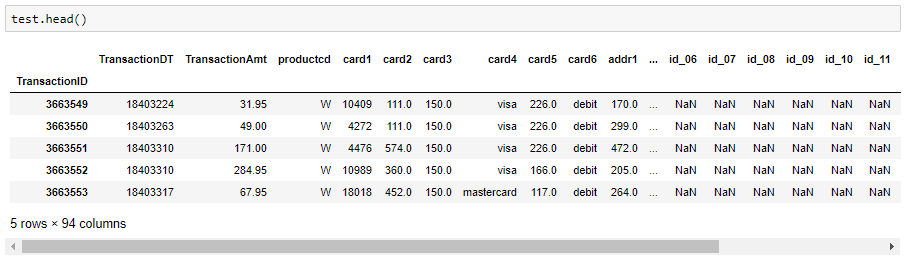 test.head()
TransactionDT TransactionAmt productcd card1 card2 card3 card4 card5 card6 addr1 ... id_06 id_07 id_08 id_09 id_10 id_11
TransactionID
3663549 18403224 31.95 W 10409 111.0 150.0 visa 226.0 debit 170.0 ... NaN NaN NaN NaN NaN NaN
3663550 18403263 49.00 W 4272 111.0 150.0 visa 226.0 debit 299.0 ... NaN NaN NaN NaN NaN NaN
3663551 18403310 171.00 W 4476 574.0 150.0 visa 226.0 debit 472.0 ... NaN NaN NaN NaN NaN NaN
3663552 18403310 284.95 W 10989 360.0 150.0 visa 166.0 debit 205.0 ... NaN NaN NaN NaN NaN NaN
3663553 18403317 67.95 W 18018 452.0 150.0 mastercard 117.0 debit 264.0 ... NaN NaN NaN NaN NaN NaN
5 rows × 94 columns